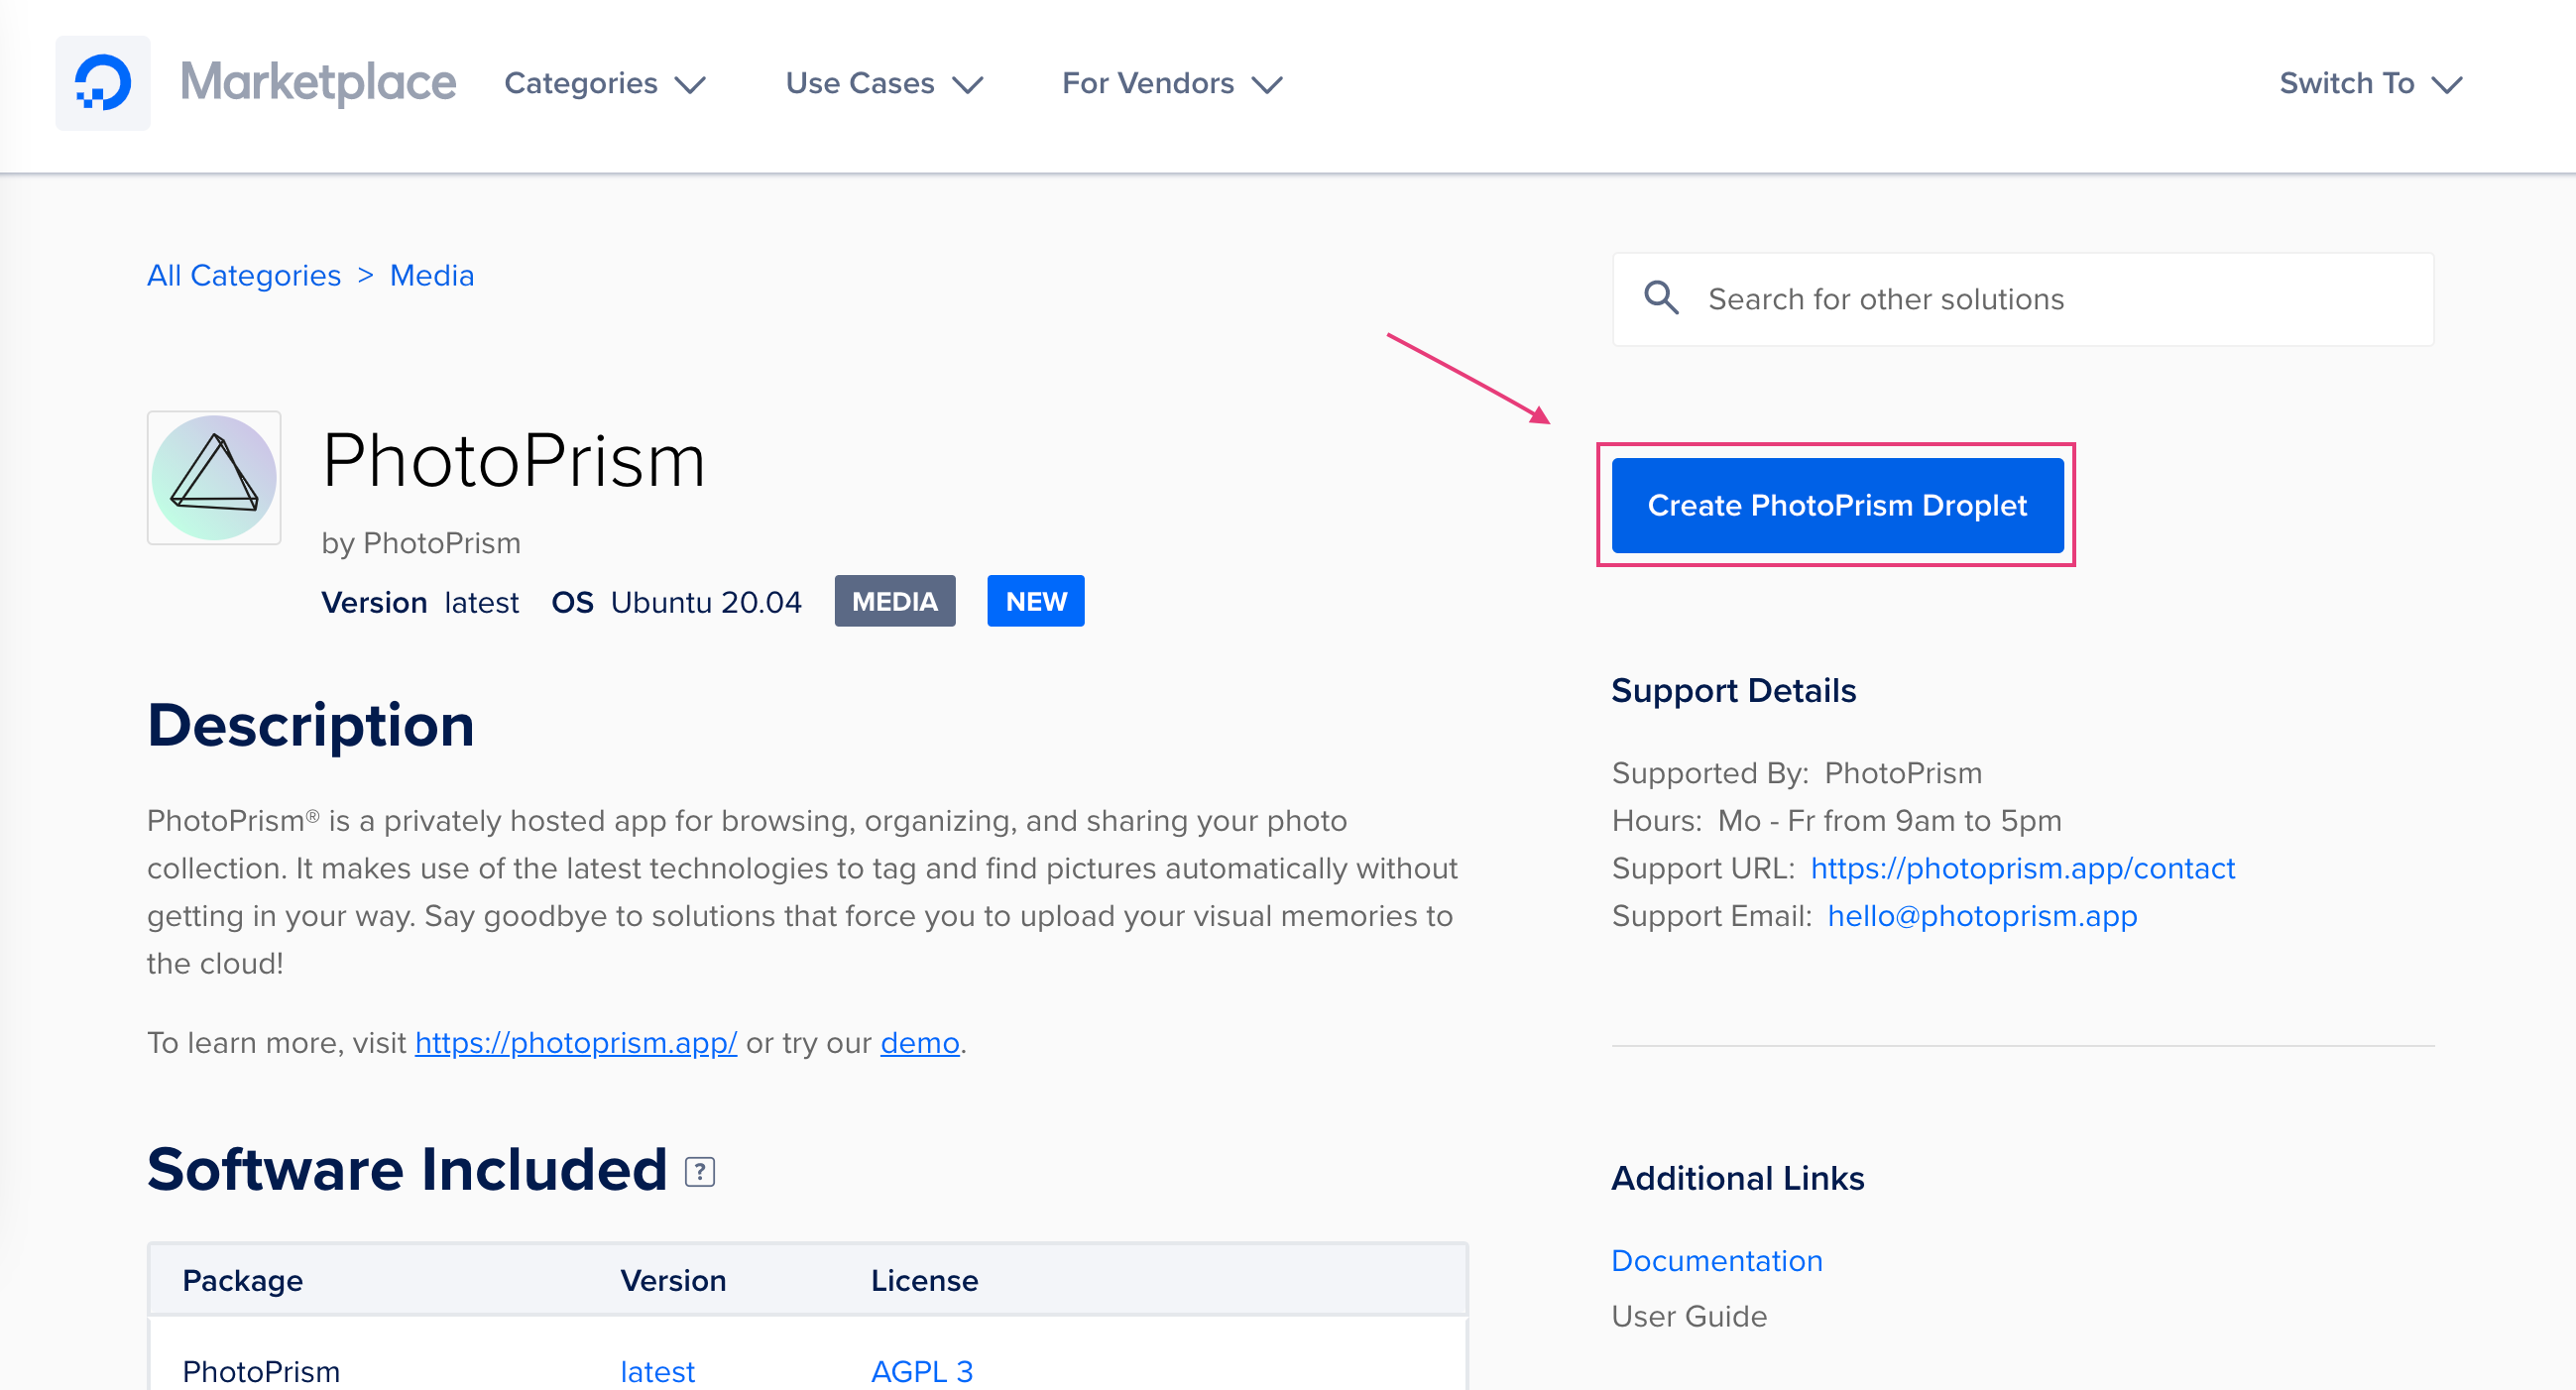 Marketplace Categories Use Cases For Vendors Switch To
All Categories > Media
Search for other solutions
PhotoPrism
by PhotoPrism
Version latest OS Ubuntu 20.04 MEDIA NEW
Create PhotoPrism Droplet
Description
PhotoPrism® is a privately hosted app for browsing, organizing, and sharing your photo
collection. It makes use of the latest technologies to tag and find pictures automatically without
getting in your way. Say goodbye to solutions that force you to upload your visual memories to
the cloud!
To learn more, visit https://photoprism.app/ or try our demo.
Software Included ?
Package Version License
PhotoPrism latest AGPL 3
Support Details
Supported By: PhotoPrism
Hours: Mo - Fr from 9am to 5pm
Support URL: https://photoprism.app/contact
Support Email: hello@photoprism.app
Additional Links
Documentation
User Guide